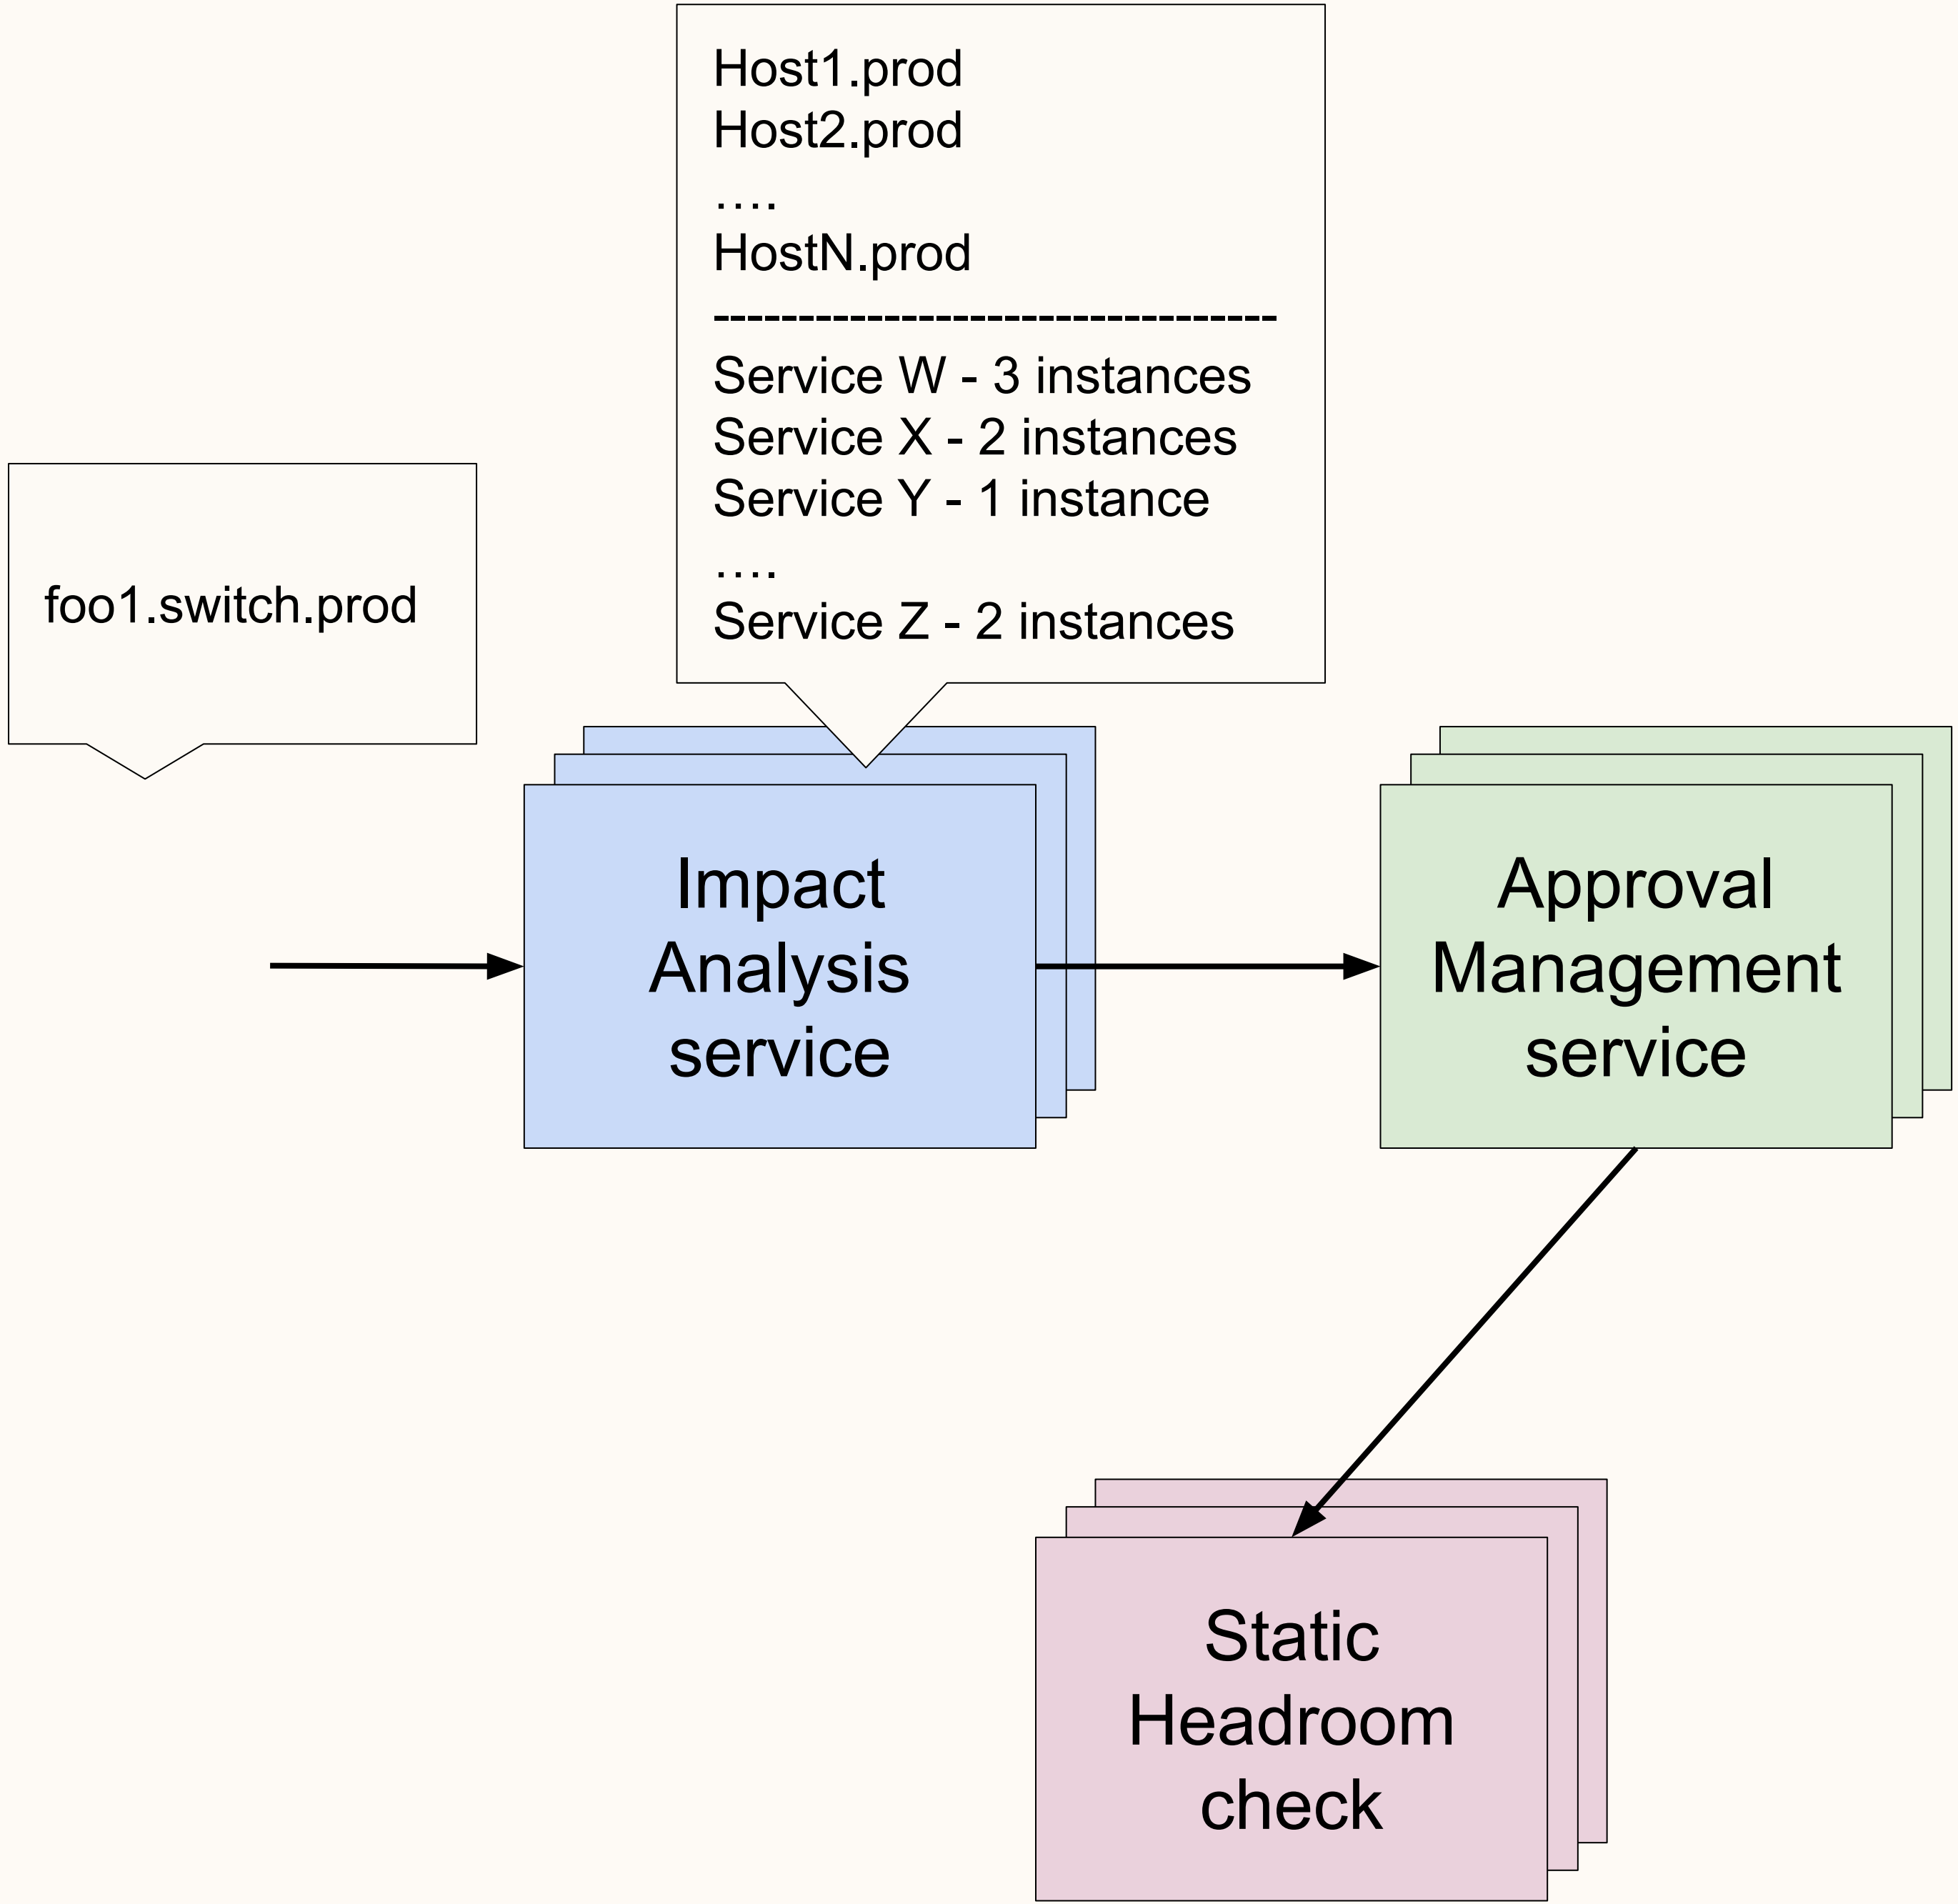 Host1.prod
Host2.prod
....
HostN.prod
---------------------------------
Service W - 3 instances
Service X - 2 instances
Service Y - 1 instance
....
Service Z - 2 instances
foo1.switch.prod
Impact
Analysis
service
Approval
Management
service
Static
Headroom
check